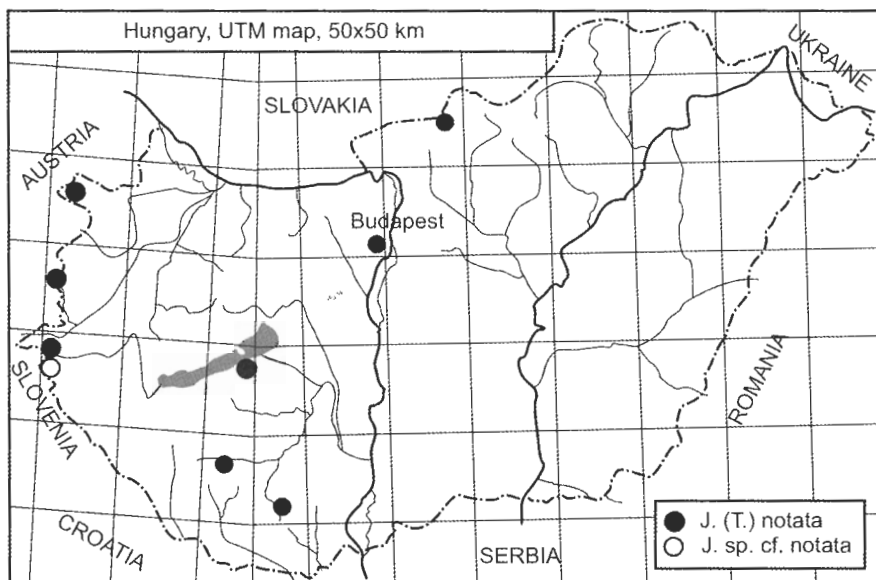 Hungary, UTM map, 50x50 km
UKRAINE
SLOVAKIA
AUSTRIA
Budapest
SLOVENIA
ROMANIA
CROATIA
SERBIA
J. (T.) notata
J. sp. cf. notata